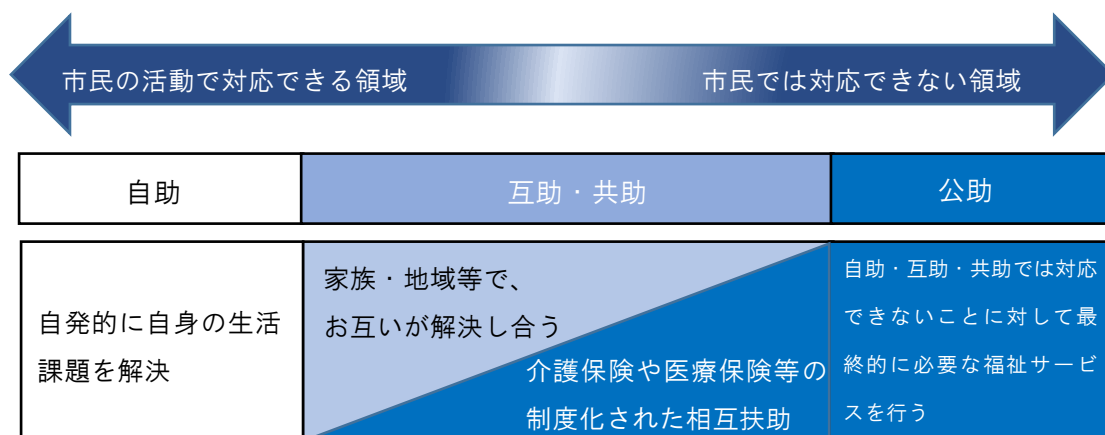 市民の活動で対応できる領域
市民では対応できない領域
自助
互助・共助
公助
自発的に自身の生活
課題を解決
家族・地域等で、
お互いが解決し合う
介護保険や医療保険等の
制度化された相互扶助
自助・互助・共助では対応
できないことに対して最
終的に必要な福祉サービ
スを行う